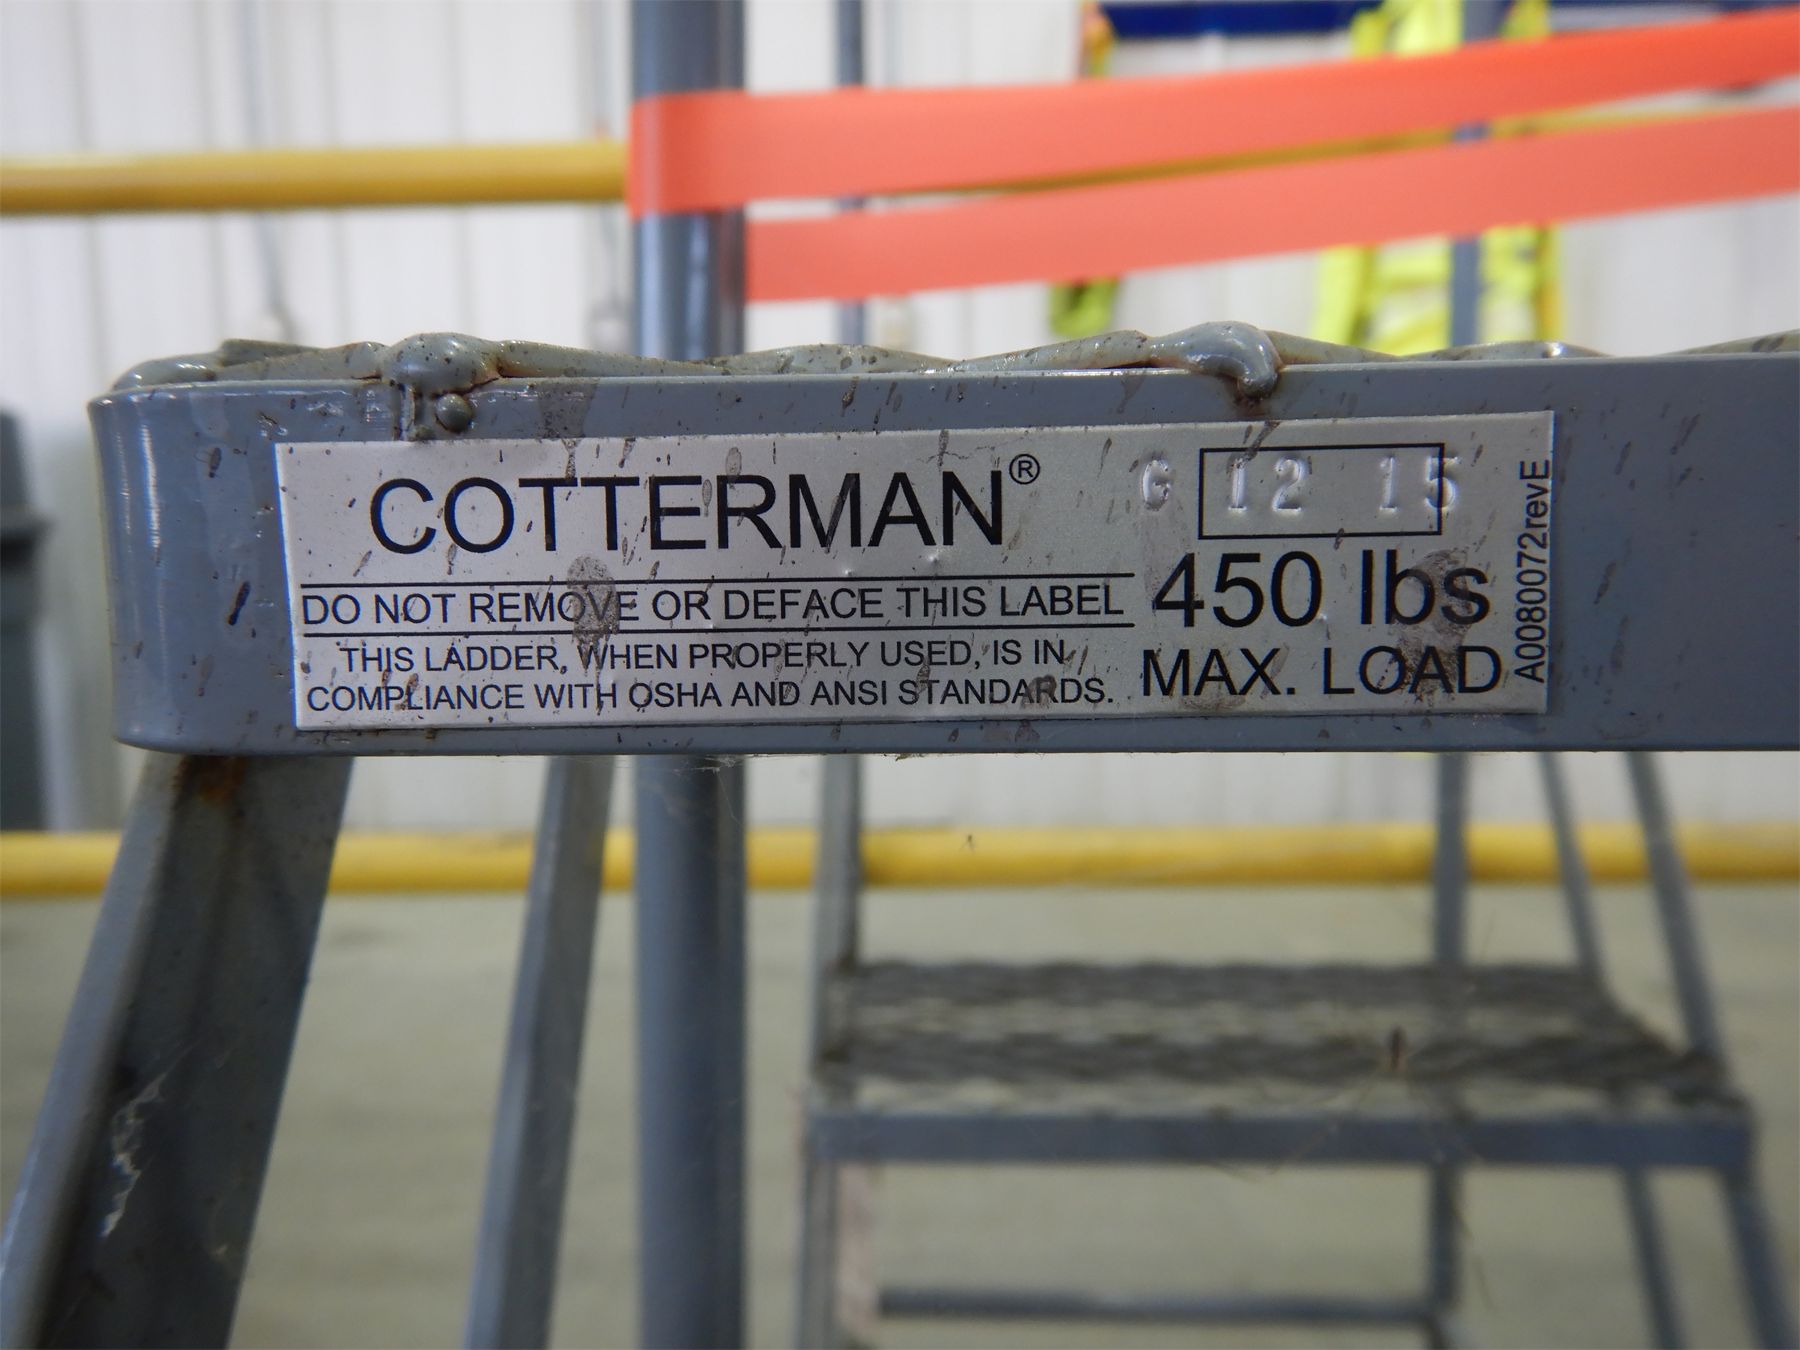 COTTERMAN®
DO NOT REMOVE OR DEFACE THIS LABEL
THIS LADDER, WHEN PROPERLY USED, IS IN
COMPLIANCE WITH OSHA AND ANSI STANDARDS.
G 12 15
450 lbs
MAX. LOAD
A0080072revE